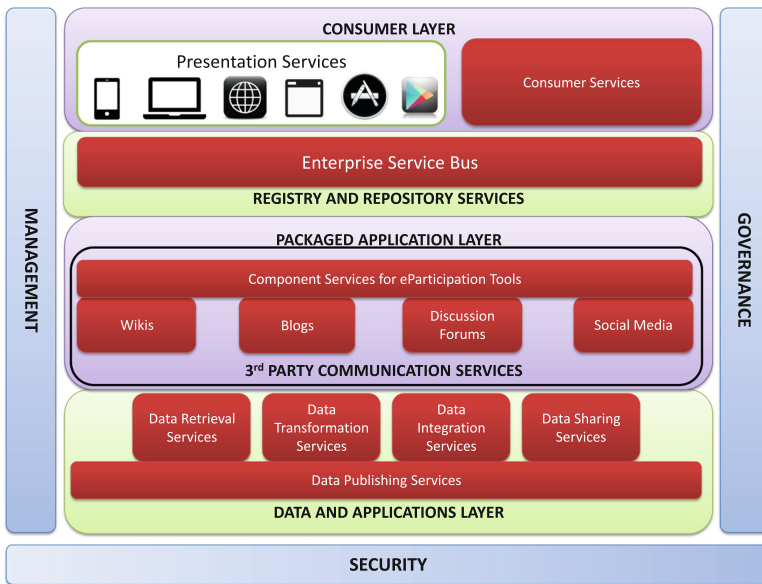 CONSUMER LAYER
Presentation Services
Consumer Services
Enterprise Service Bus
REGISTRY AND REPOSITORY SERVICES
MANAGEMENT
GOVERNANCE
PACKAGED APPLICATION LAYER
Component Services for eParticipation Tools
Wikis
Blogs
Discussion
Forums
Social Media
3rd PARTY COMMUNICATION SERVICES
Data Retrieval
Services
Data
Transformation
Services
Data
Integration
Services
Data Sharing
Services
Data Publishing Services
DATA AND APPLICATIONS LAYER
SECURITY